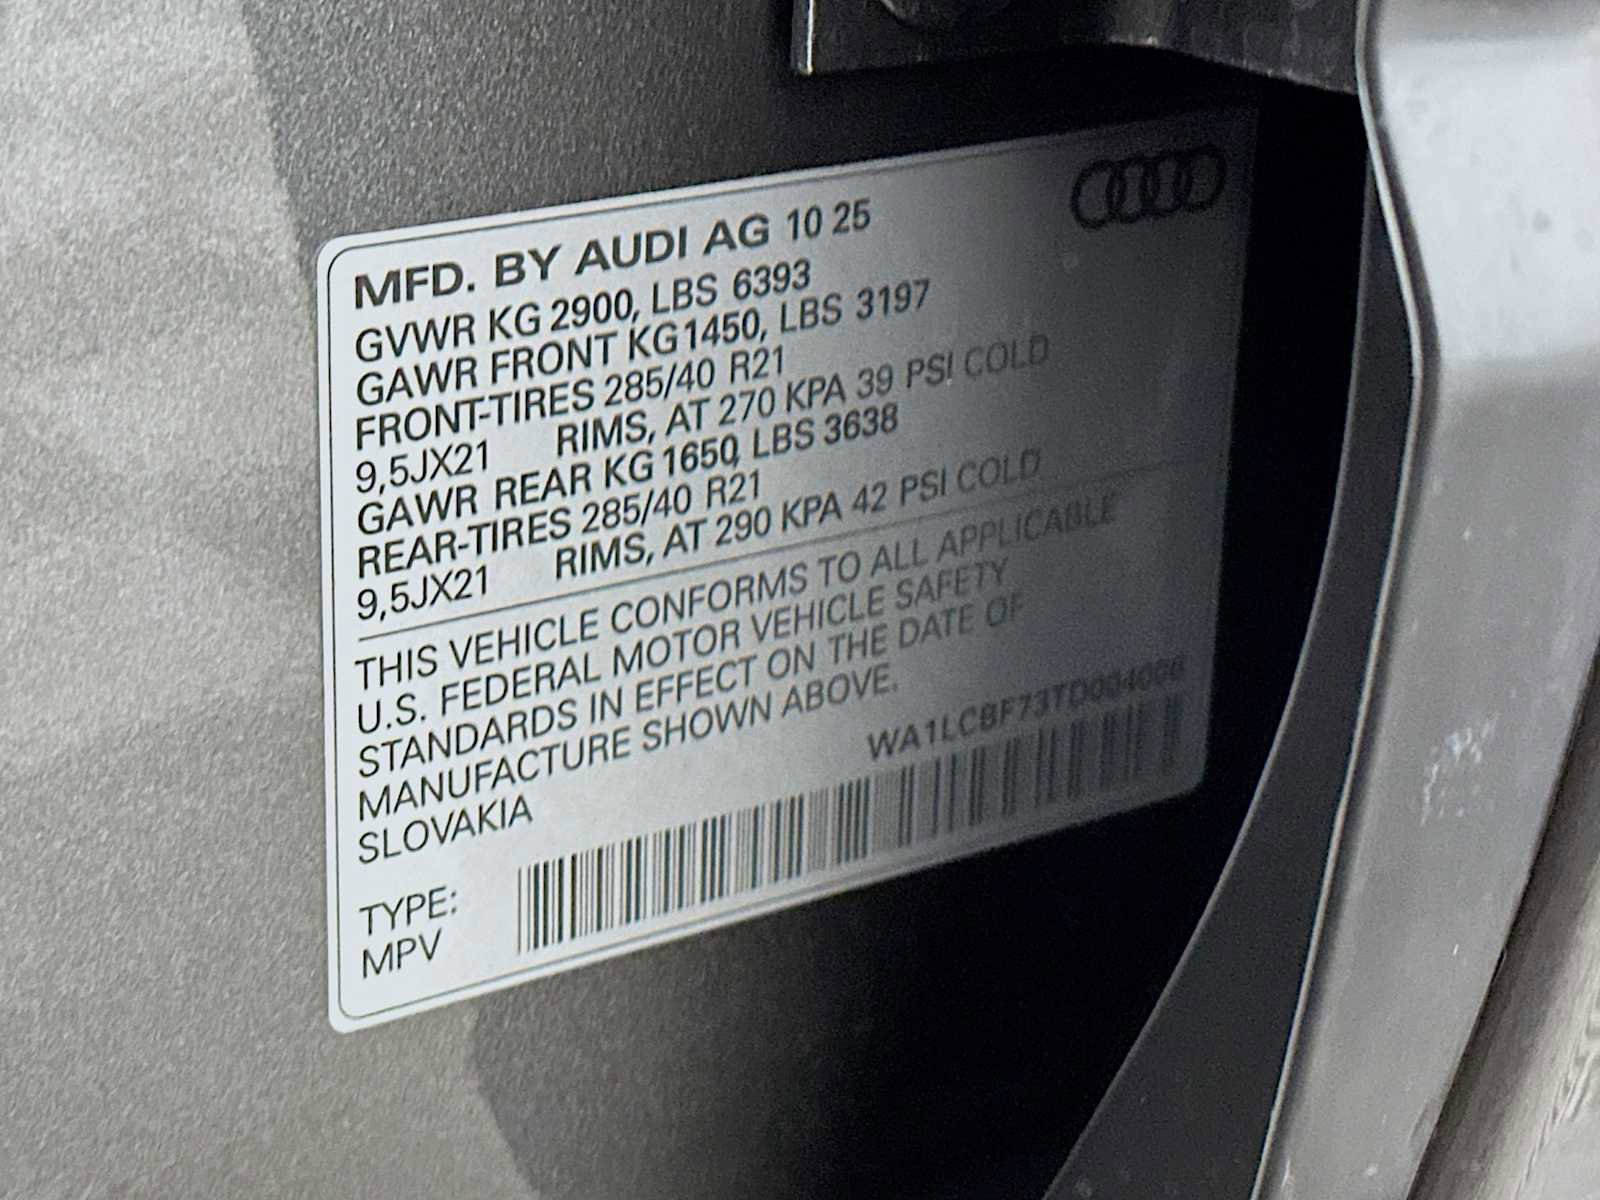 MFD. BY AUDI AG 10 25
GVWR KG 2900, LBS 6393
GAWR FRONT KG 1450, LBS 3197
FRONT-TIRES 285/40 R21
9,5JX21 RIMS, AT 270 KPA 39 PSI COLD
GAWR REAR KG 1650, LBS 3638
REAR-TIRES 285/40 R21
9,5JX21 RIMS, AT 290 KPA 42 PSI COLD
THIS VEHICLE CONFORMS TO ALL APPLICABLE
U.S. FEDERAL MOTOR VEHICLE SAFETY
STANDARDS IN EFFECT ON THE DATE OF
MANUFACTURE SHOWN ABOVE.
SLOVAKIA
TYPE:
MPV